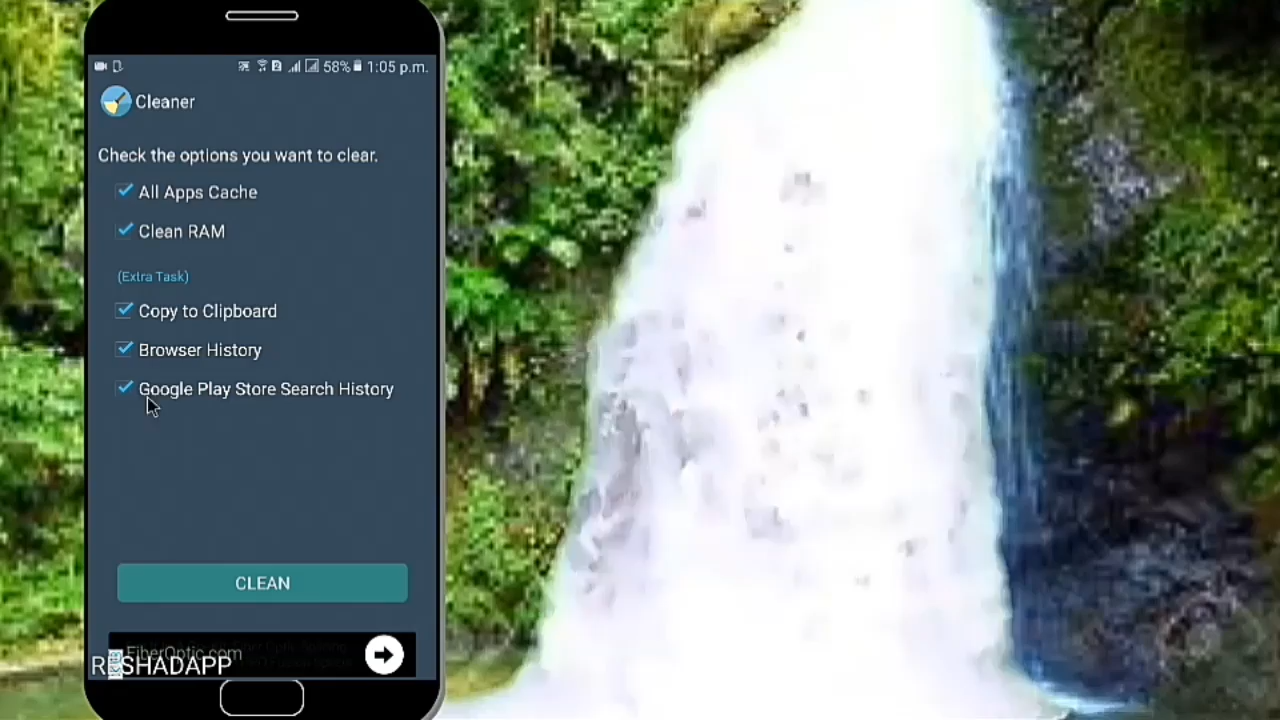 58% 1:05 p.m.
Cleaner
Check the options you want to clear.
All Apps Cache
Clean RAM
(Extra Task)
Copy to Clipboard
Browser History
Google Play Store Search History
CLEAN
FiberOptic.com
SHADAPP